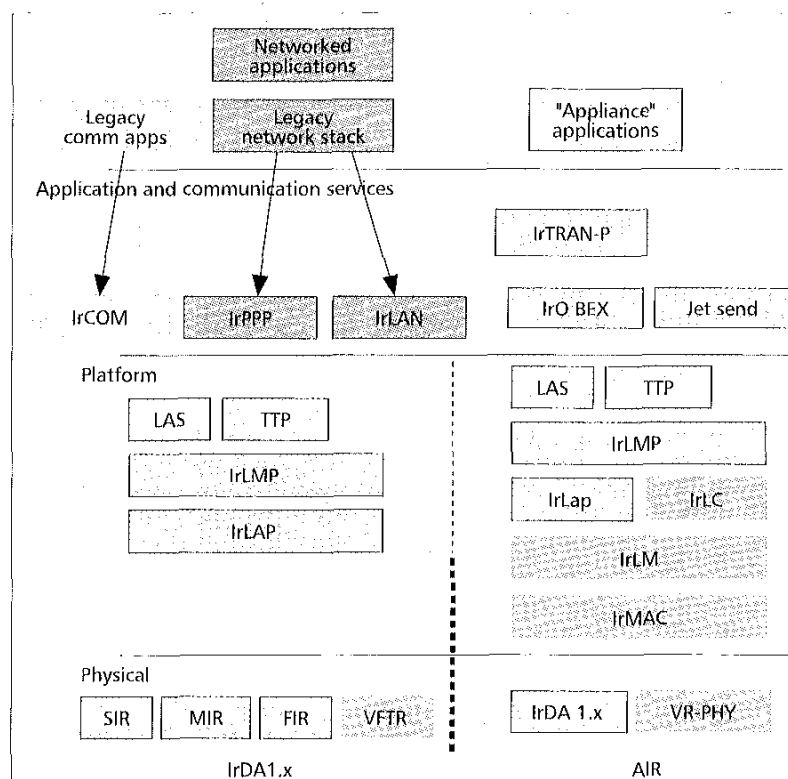 Networked
applications
Legacy
comm apps
Legacy
network stack
"Appliance"
applications
Application and communication services
IrTRAN-P
IrCOM
IrPPP
IrLAN
IrO BEX
Jet send
Platform
LAS
TTP
LAS
TTP
IrLMP
IrLMP
IrLAP
IrLap
IrLC
IrLM
IrMAC
Physical
SIR
MIR
FIR
VFTR
IrDA 1.x
VR-PHY
IrDA1.x
AIR